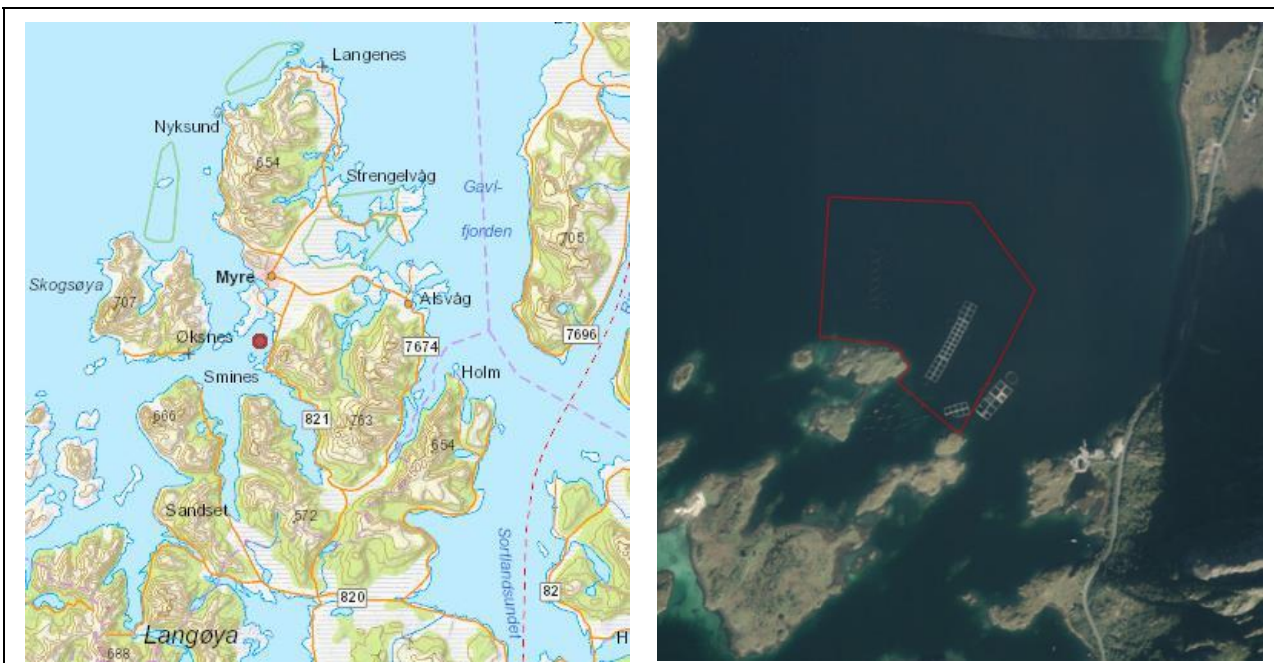 Langenes
Nyksund
654
Strengelvåg
Gavl-
fjorden
705
Skogsøya
707
Myre
Alsvåg
Øksnes
7674
7696
Smines
Holm
821
666
763
654
Sandset
572
Sortlandsundet
820
82
Langøya
688
H